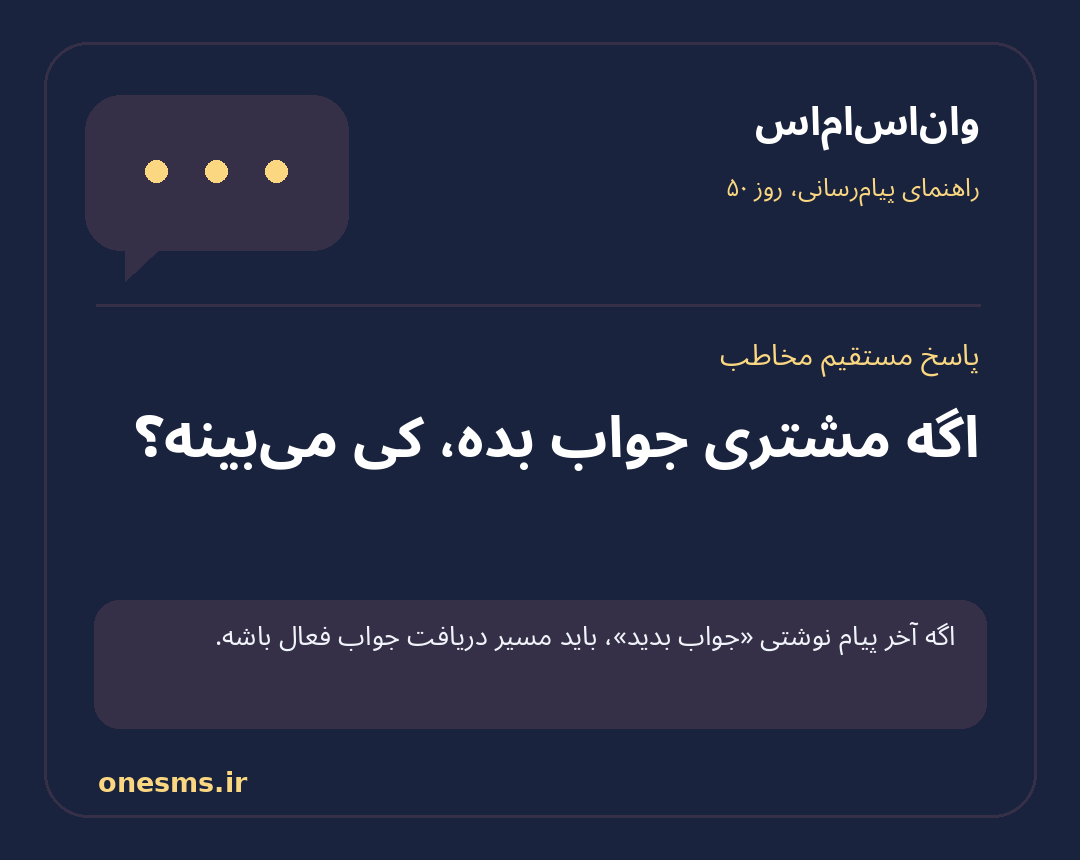 وان‌اس‌ام‌اس
راهنمای پیام‌رسانی، روز ۵۰
پاسخ مستقیم مخاطب
اگه مشتری جواب بده، کی می‌بینه؟
اگه آخر پیام نوشتی «جواب بدید»، باید مسیر دریافت جواب فعال باشه.
onesms.ir